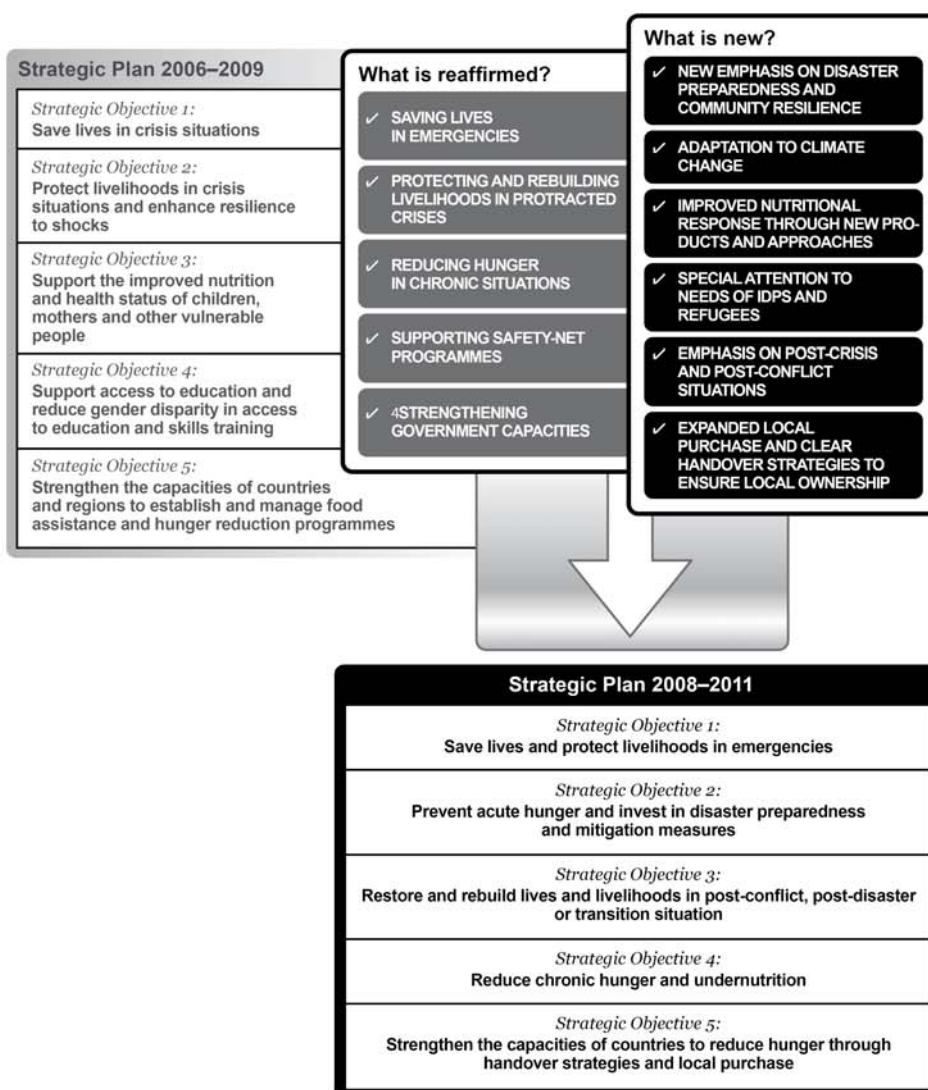 Strategic Plan 2006–2009
Strategic Objective 1:
Save lives in crisis situations
Strategic Objective 2:
Protect livelihoods in crisis
situations and enhance resilience
to shocks
Strategic Objective 3:
Support the improved nutrition
and health status of children,
mothers and other vulnerable
people
Strategic Objective 4:
Support access to education and
reduce gender disparity in access
to education and skills training
Strategic Objective 5:
Strengthen the capacities of countries
and regions to establish and manage food
assistance and hunger reduction programmes
What is reaffirmed?
✓ SAVING LIVES
IN EMERGENCIES
✓ PROTECTING AND REBUILDING
LIVELIHOODS IN PROTRACTED
CRISES
✓ REDUCING HUNGER
IN CHRONIC SITUATIONS
✓ SUPPORTING SAFETY-NET
PROGRAMMES
✓ 4STRENGTHENING
GOVERNMENT CAPACITIES
What is new?
✓ NEW EMPHASIS ON DISASTER
PREPAREDNESS AND
COMMUNITY RESILIENCE
✓ ADAPTATION TO CLIMATE
CHANGE
✓ IMPROVED NUTRITIONAL
RESPONSE THROUGH NEW PRO-
DUCTS AND APPROACHES
✓ SPECIAL ATTENTION TO
NEEDS OF IDPS AND
REFUGEES
✓ EMPHASIS ON POST-CRISIS
AND POST-CONFLICT
SITUATIONS
✓ EXPANDED LOCAL
PURCHASE AND CLEAR
HANDOVER STRATEGIES TO
ENSURE LOCAL OWNERSHIP
Strategic Plan 2008–2011
Strategic Objective 1:
Save lives and protect livelihoods in emergencies
Strategic Objective 2:
Prevent acute hunger and invest in disaster preparedness
and mitigation measures
Strategic Objective 3:
Restore and rebuild lives and livelihoods in post-conflict, post-disaster
or transition situation
Strategic Objective 4:
Reduce chronic hunger and undernutrition
Strategic Objective 5:
Strengthen the capacities of countries to reduce hunger through
handover strategies and local purchase